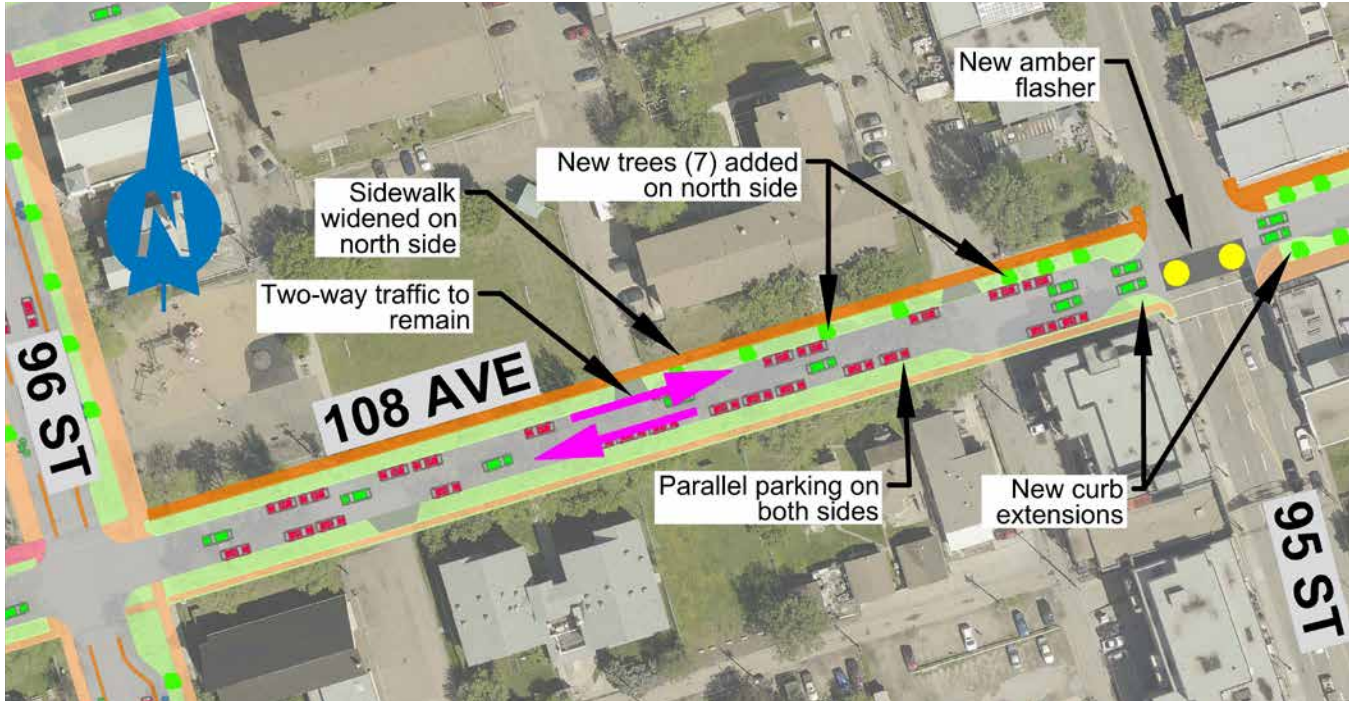 New amber
flasher
New trees (7) added
on north side
Sidewalk
widened on
north side
Two-way traffic to
remain
N
96 ST
108 AVE
Parallel parking on
both sides
New curb
extensions
95 ST